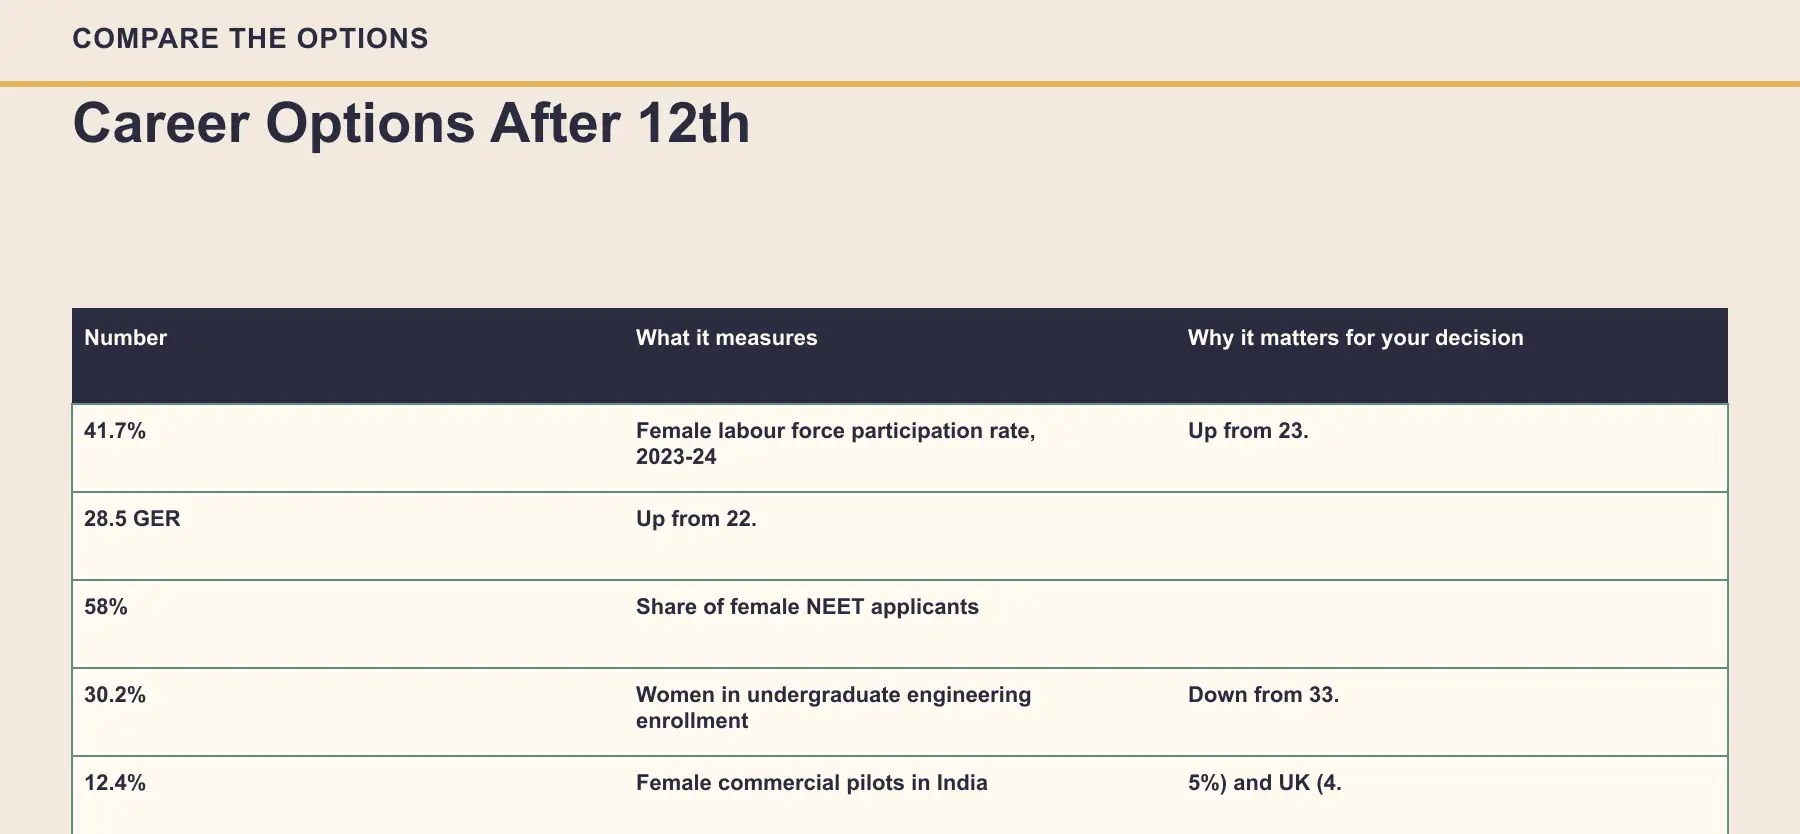 COMPARE THE OPTIONS
Career Options After 12th
Number What it measures Why it matters for your decision
41.7% Female labour force participation rate, Up from 23.
2023-24
28.5 GER Up from 22.
58% Share of female NEET applicants
30.2% Women in undergraduate engineering Down from 33.
enrollment
12.4% Female commercial pilots in India 5%) and UK (4.